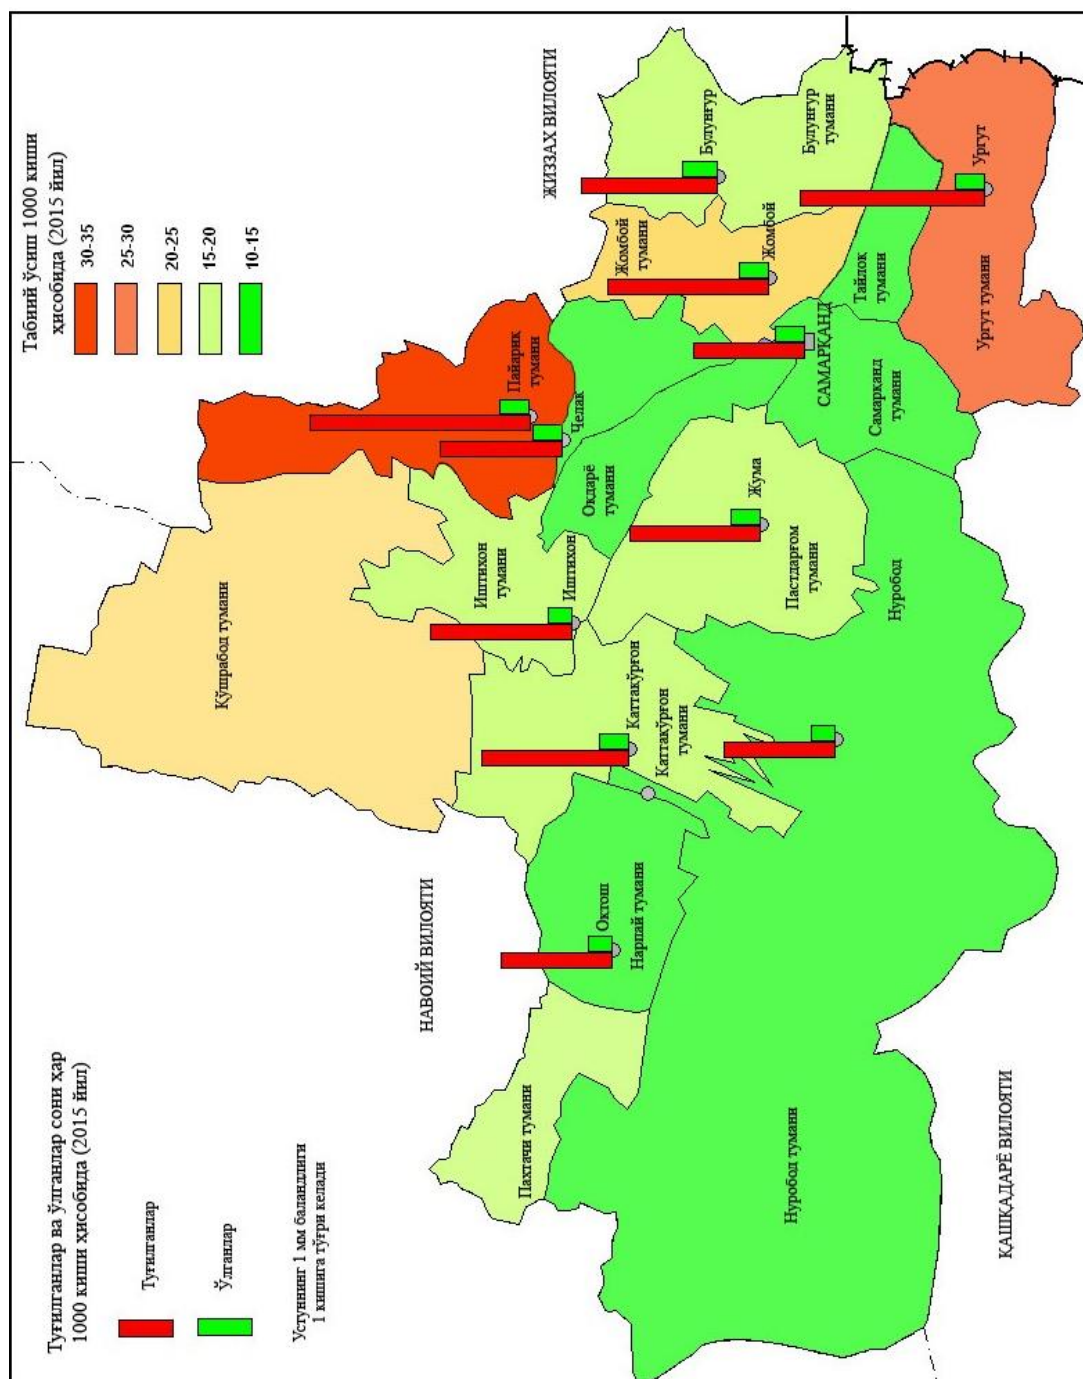 Туғилганлар ва ўлганлар сони ҳар
1000 киши ҳисобида (2015 йил)
Туғилганлар
Ўлганлар
Устуннинг 1 мм баландлиги
1 кишига тўғри келади
Табиий ўсиш 1000 киши
ҳисобида (2015 йил)
30-35
25-30
20-25
15-20
10-15
НАВОИЙ ВИЛОЯТИ
ЖИЗЗАХ ВИЛОЯТИ
ҚАШҚАДАРЁ ВИЛОЯТИ
Қўшрабод тумани
Пайариқ
тумани
Челак
Иштихон
тумани
Иштихон
Оқдарё
тумани
Жомбой
тумани
Жомбой
Булунғур
Булунғур
тумани
Пахтачи тумани
Октош
Нарпай тумани
Каттақўрғон
Каттақўрғон
тумани
Жума
Пастдарғом
тумани
САМАРҚАНД
Самарқанд
тумани
Тайлоқ
тумани
Ургут
Ургут тумани
Нуробод
Нуробод тумани